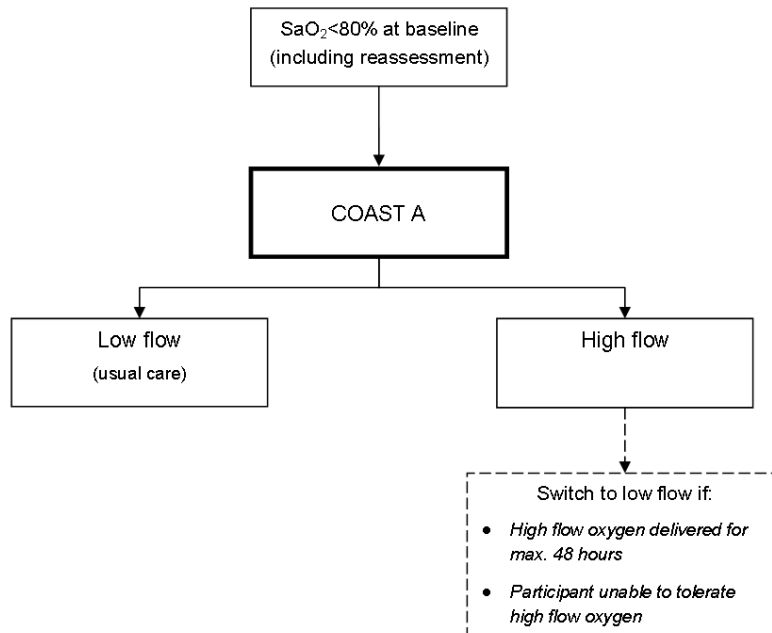 SaO₂<80% at baseline
(including reassessment)
COAST A
Low flow
(usual care)
High flow
Switch to low flow if:
• High flow oxygen delivered for
max. 48 hours
• Participant unable to tolerate
high flow oxygen